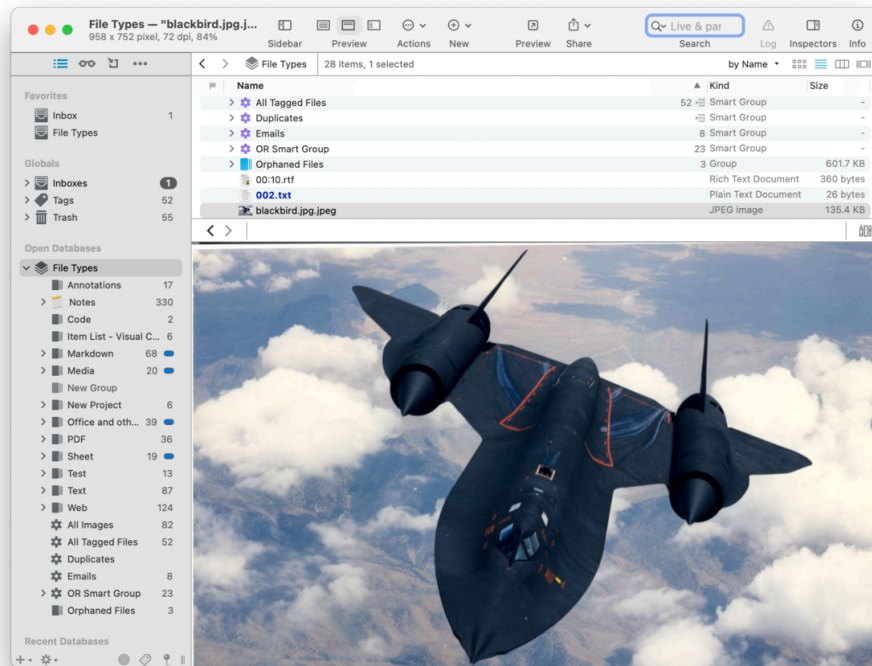 File Types — "blackbird.jpg.j...
958 x 752 pixel, 72 dpi, 84%
Sidebar
Preview
Actions
New
Preview
Share
Live & par
Search
Log
Inspectors
Info
File Types
28 items, 1 selected
by Name
Name
Kind
Size
All Tagged Files 52 Smart Group -
Duplicates Smart Group -
Emails 8 Smart Group -
OR Smart Group 23 Smart Group -
Orphaned Files 3 Group 601.7 KB
00:10.rtf Rich Text Document 360 bytes
002.txt Plain Text Document 26 bytes
blackbird.jpg.jpeg JPEG image 135.4 KB
Favorites
Inbox 1
File Types
Globals
Inboxes 1
Tags 52
Trash 55
Open Databases
File Types
Annotations 17
Notes 330
Code 2
Item List - Visual C... 6
Markdown 68
Media 20
New Group
New Project 6
Office and oth... 39
PDF 36
Sheet 19
Test 13
Text 87
Web 124
All Images 82
All Tagged Files 52
Duplicates
Emails 8
OR Smart Group 23
Orphaned Files 3
Recent Databases